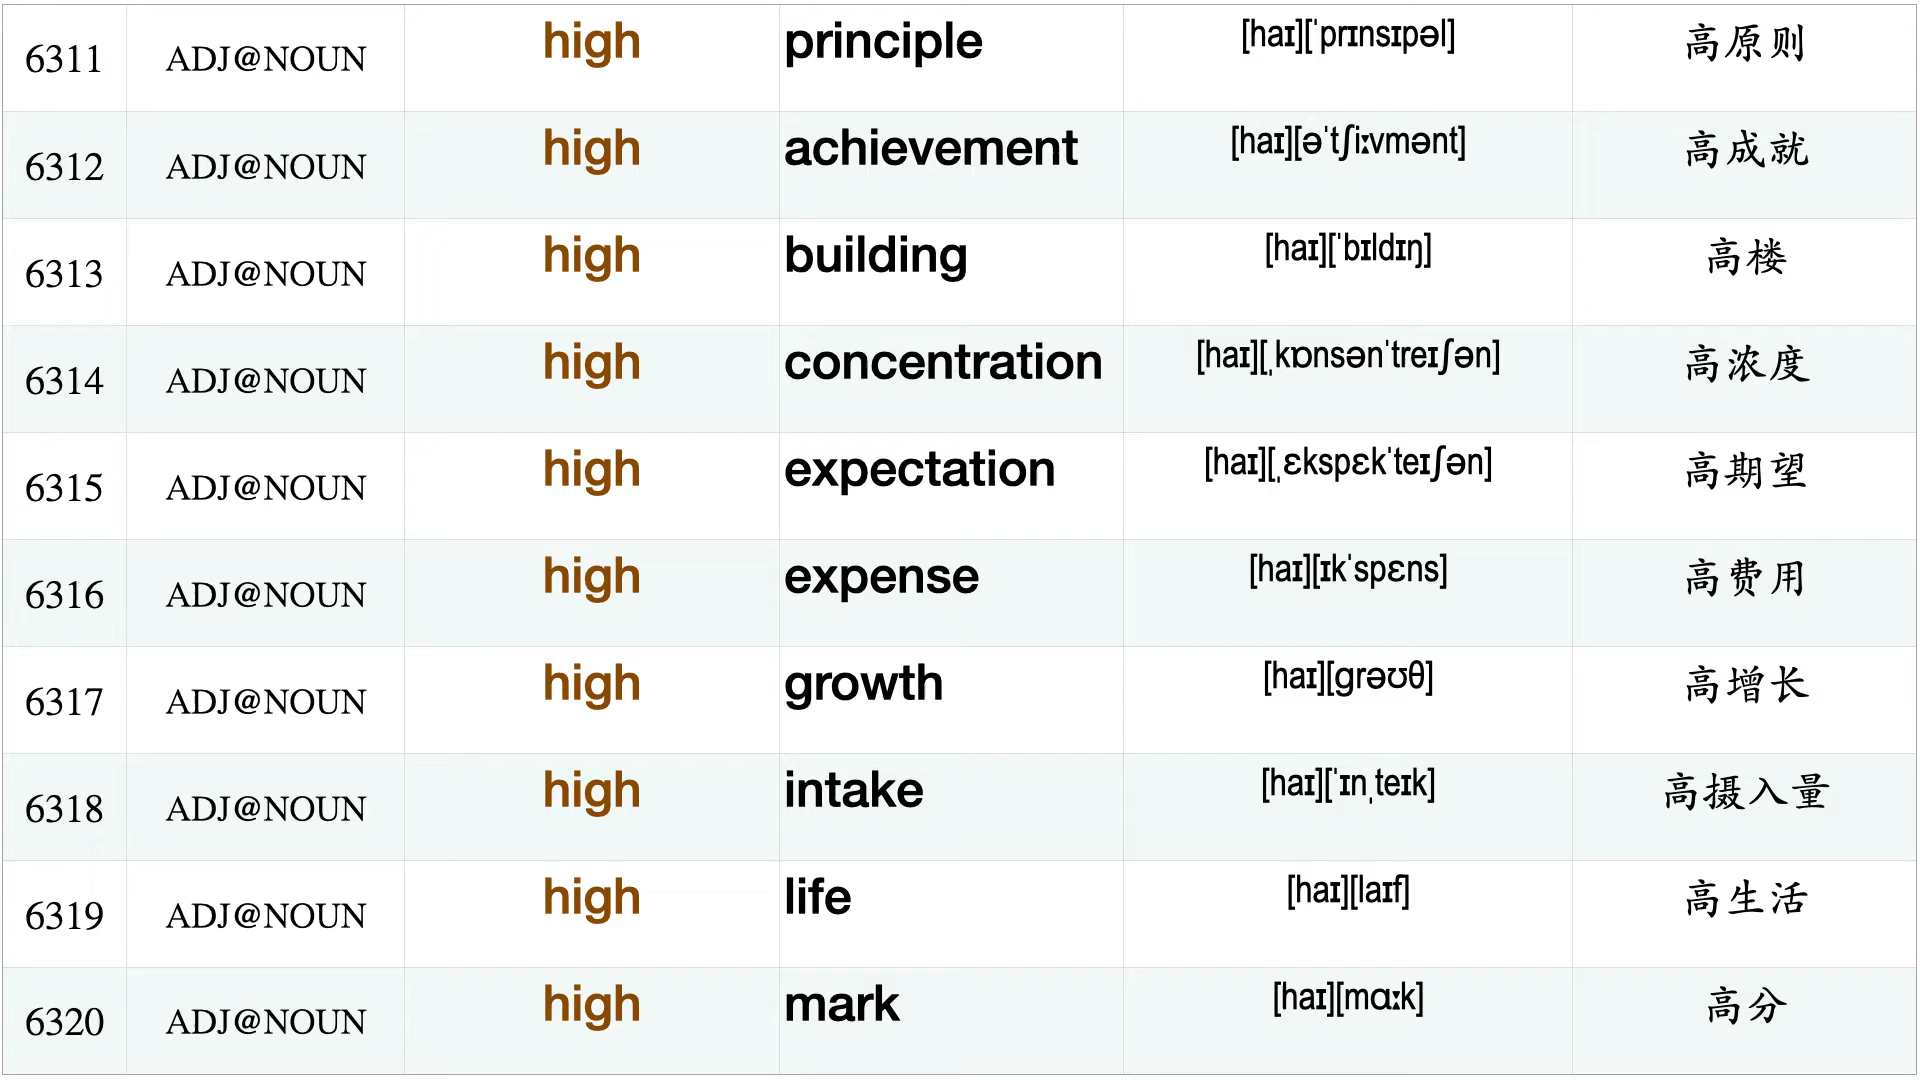 6311 ADJ@NOUN high principle [haɪ][ˈprɪnsɪpəl] 高原则
6312 ADJ@NOUN high achievement [haɪ][əˈtʃiːvmənt] 高成就
6313 ADJ@NOUN high building [haɪ][ˈbɪldɪŋ] 高楼
6314 ADJ@NOUN high concentration [haɪ][ˌkɒnsənˈtreɪʃən] 高浓度
6315 ADJ@NOUN high expectation [haɪ][ˌɛkspɛkˈteɪʃən] 高期望
6316 ADJ@NOUN high expense [haɪ][ɪkˈspɛns] 高费用
6317 ADJ@NOUN high growth [haɪ][grəʊθ] 高增长
6318 ADJ@NOUN high intake [haɪ][ˈɪnˌteɪk] 高摄入量
6319 ADJ@NOUN high life [haɪ][laɪf] 高生活
6320 ADJ@NOUN high mark [haɪ][mɑːk] 高分